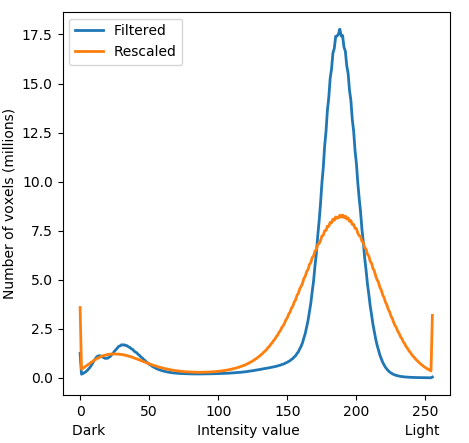 Filtered
Rescaled
Number of voxels (millions)
17.5
15.0
12.5
10.0
7.5
5.0
2.5
0.0
0 50 100 150 200 250
Dark Intensity value Light